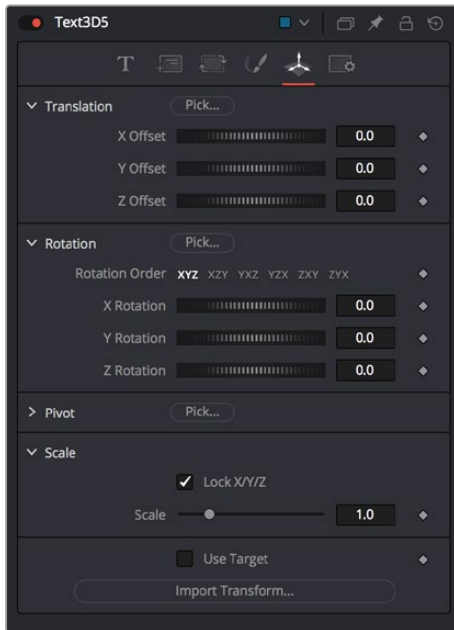 Text3D5
T
Translation Pick...
X Offset 0.0
Y Offset 0.0
Z Offset 0.0
Rotation Pick...
Rotation Order XYZ XZY YXZ YZX ZXY ZYX
X Rotation 0.0
Y Rotation 0.0
Z Rotation 0.0
Pivot Pick...
Scale
Lock X/Y/Z
Scale 1.0
Use Target
Import Transform...